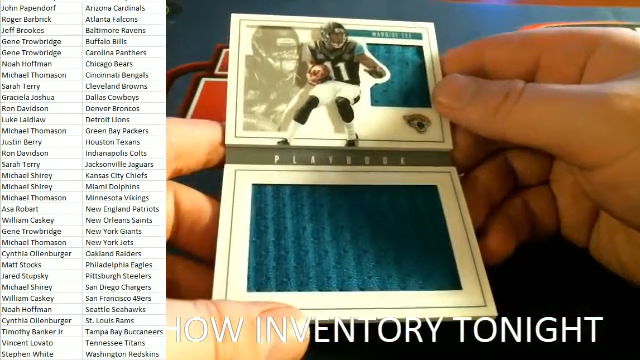 John Papendorf Arizona Cardinals
Roger Barbrick Atlanta Falcons
Jeff Brookes Baltimore Ravens
Gene Trowbridge Buffalo Bills
Gene Trowbridge Carolina Panthers
Noah Hoffman Chicago Bears
Michael Thomason Cincinnati Bengals
Sarah Terry Cleveland Browns
Graciela Joshua Dallas Cowboys
Ron Davidson Denver Broncos
Luke Laidlaw Detroit Lions
Michael Thomason Green Bay Packers
Justin Berry Houston Texans
Ron Davidson Indianapolis Colts
Sarah Terry Jacksonville Jaguars
Michael Shirey Kansas City Chiefs
Michael Shirey Miami Dolphins
Michael Thomason Minnesota Vikings
Asa Robart New England Patriots
William Caskey New Orleans Saints
Gene Trowbridge New York Giants
Michael Thomason New York Jets
Cynthia Ollenburger Oakland Raiders
Matt Stocks Philadelphia Eagles
Jared Stupsky Pittsburgh Steelers
Michael Shirey San Diego Chargers
William Caskey San Francisco 49ers
Noah Hoffman Seattle Seahawks
Cynthia Ollenburger St. Louis Rams
Timothy Banker Jr Tampa Bay Buccaneers
Vincent Lovato Tennessee Titans
Stephen White Washington Redskins
MARQISE LEE
11
PLAYBOOK
HOW INVENTORY TONIGHT